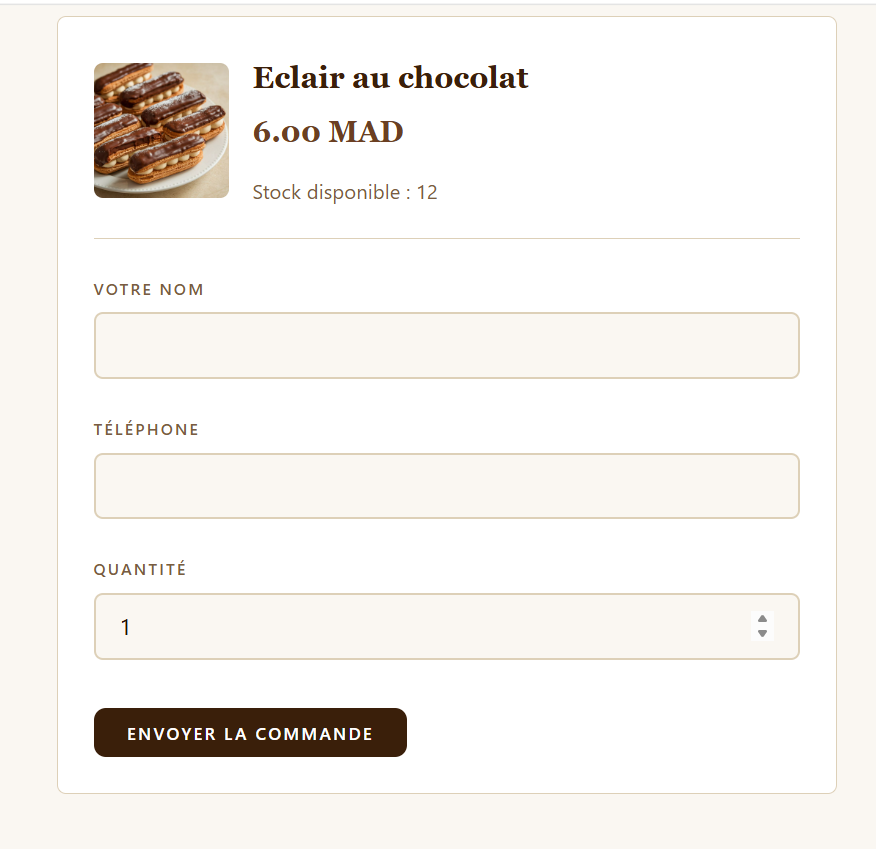 Eclair au chocolat
6.00 MAD
Stock disponible : 12
VOTRE NOM
TÉLÉPHONE
QUANTITÉ
1
ENVOYER LA COMMANDE